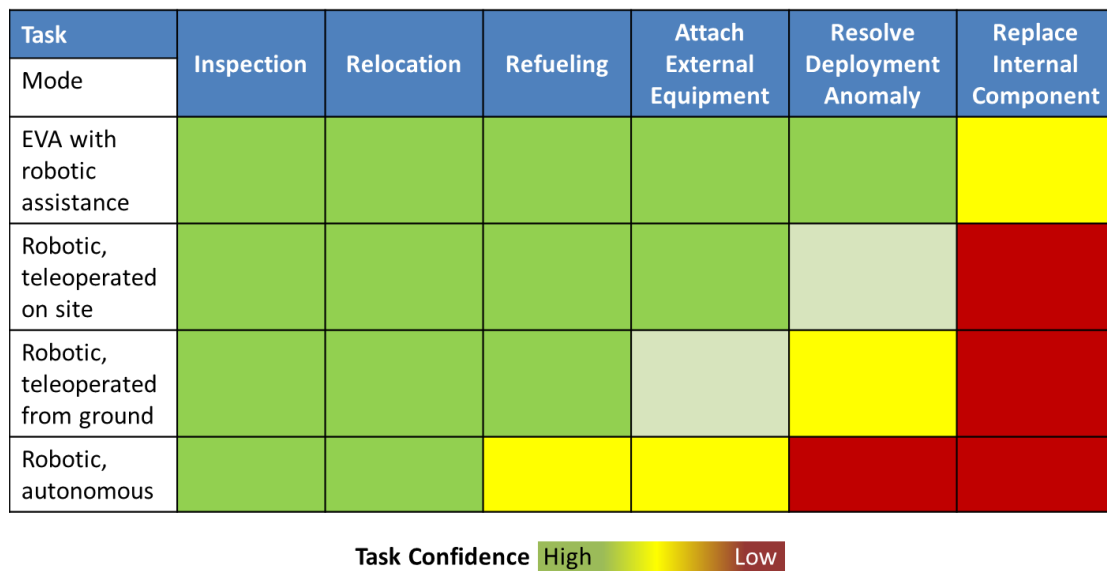 Task
Mode
Inspection
Relocation
Refueling
Attach
External
Equipment
Resolve
Deployment
Anomaly
Replace
Internal
Component
EVA with
robotic
assistance
Robotic,
teleoperated
on site
Robotic,
teleoperated
from ground
Robotic,
autonomous
Task Confidence High Low